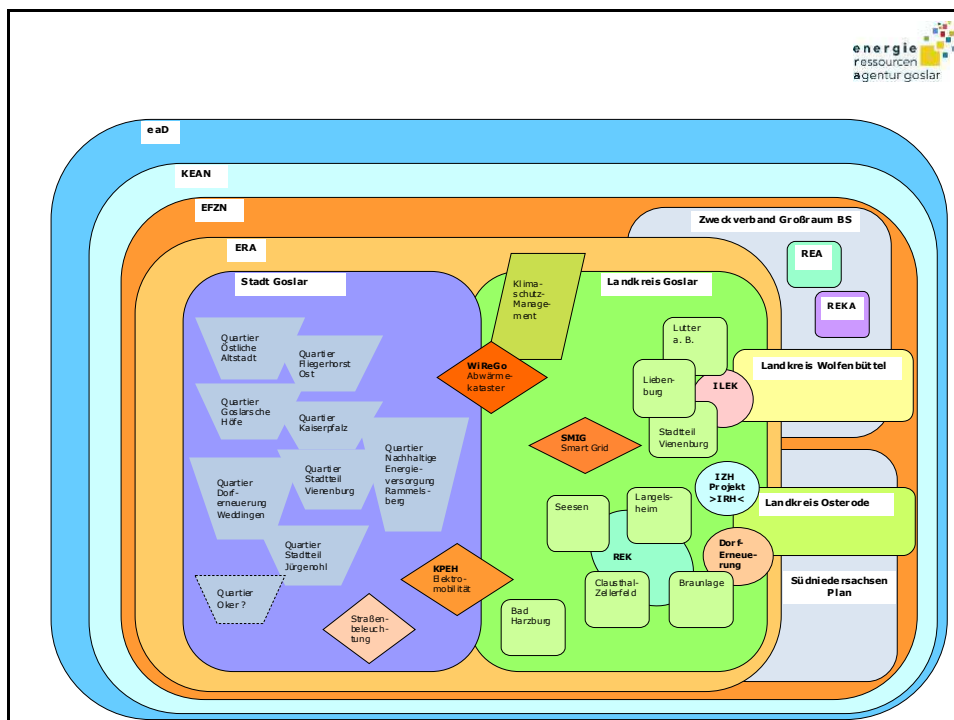 energie
ressourcen
agentur goslar
eaD
KEAN
EFZN
Zweckverband Großraum BS
ERA
REA
Stadt Goslar
Klima-
schutz-
Manage-
ment
Landkreis Goslar
REKA
Quartier
Östliche
Altstadt
Quartier
Fliegerhorst
Ost
Lutter
a. B.
WiReGo
Abwärme-
kataster
Landkreis Wolfenbüttel
Lieben-
burg
ILEK
Quartier
Goslarsche
Höfe
Quartier
Kaiserpfalz
Stadtteil
Vienenburg
SMIG
Smart Grid
Quartier
Nachhaltige
Energie-
versorgung
Rammels-
berg
Quartier
Stadtteil
Vienenburg
Quartier
Dorf-
erneuerung
Weddingen
IZH
Projekt
>IRH<
Landkreis Osterode
Seesen
Langels-
heim
Quartier
Stadtteil
Jürgenohl
REK
Dorf-
Erneue-
rung
KPEH
Elektro-
mobilität
Clausthal-
Zellerfeld
Braunlage
Südniedersachsen
Plan
Quartier
Oker ?
Bad
Harzburg
Straßen-
beleuch-
tung